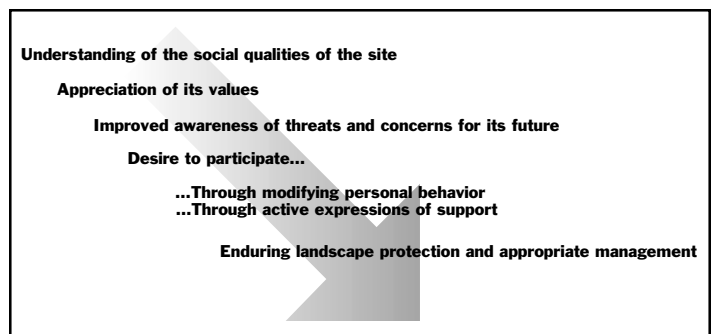 Understanding of the social qualities of the site
Appreciation of its values
Improved awareness of threats and concerns for its future
Desire to participate...
...Through modifying personal behavior
...Through active expressions of support
Enduring landscape protection and appropriate management